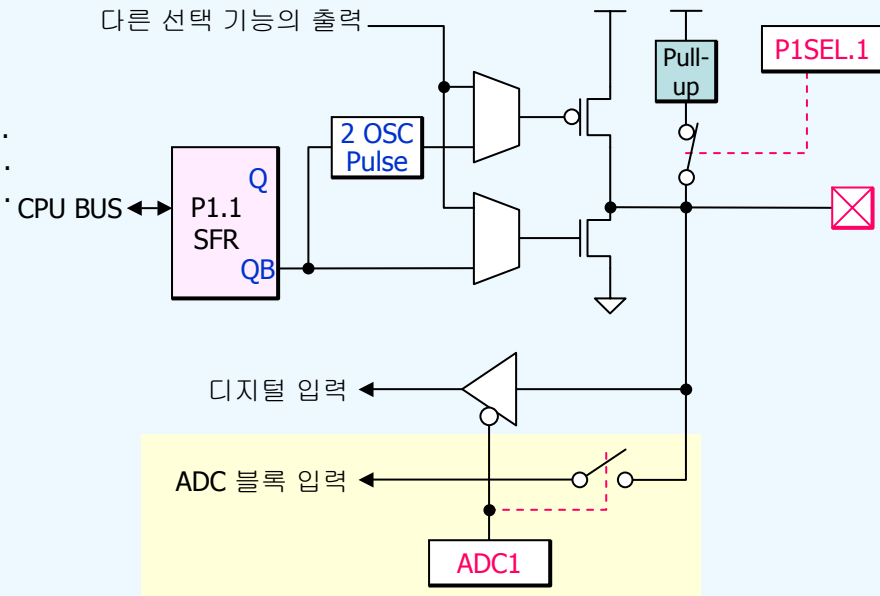 다른 선택 기능의 출력
Pull-
up
P1SEL.1
2 OSC
Pulse
Q
CPU BUS
P1.1
SFR
QB
디지털 입력
ADC 블록 입력
ADC1